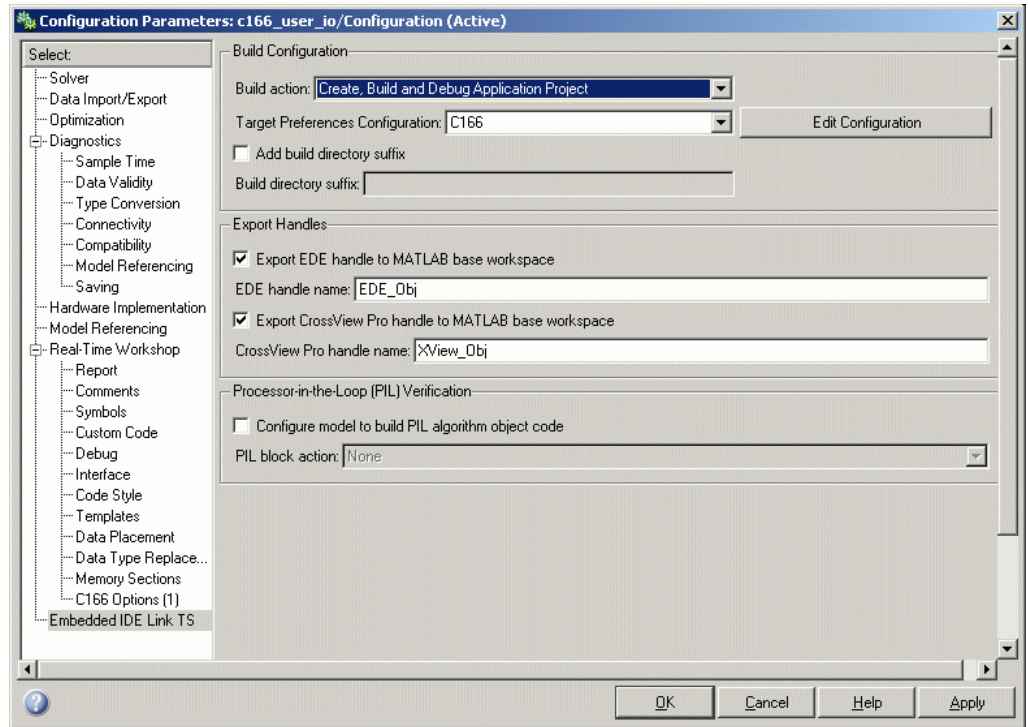 Configuration Parameters: c166_user_io/Configuration (Active)
Select:
Solver
Data Import/Export
Optimization
Diagnostics
Sample Time
Data Validity
Type Conversion
Connectivity
Compatibility
Model Referencing
Saving
Hardware Implementation
Model Referencing
Real-Time Workshop
Report
Comments
Symbols
Custom Code
Debug
Interface
Code Style
Templates
Data Placement
Data Type Replace...
Memory Sections
C166 Options (1)
Embedded IDE Link TS
Build Configuration
Build action: Create, Build and Debug Application Project
Target Preferences Configuration: C166 Edit Configuration
Add build directory suffix
Build directory suffix:
Export Handles
Export EDE handle to MATLAB base workspace
EDE handle name: EDE_Obj
Export CrossView Pro handle to MATLAB base workspace
CrossView Pro handle name: XView_Obj
Processor-in-the-Loop (PIL) Verification
Configure model to build PIL algorithm object code
PIL block action: None
OK Cancel Help Apply